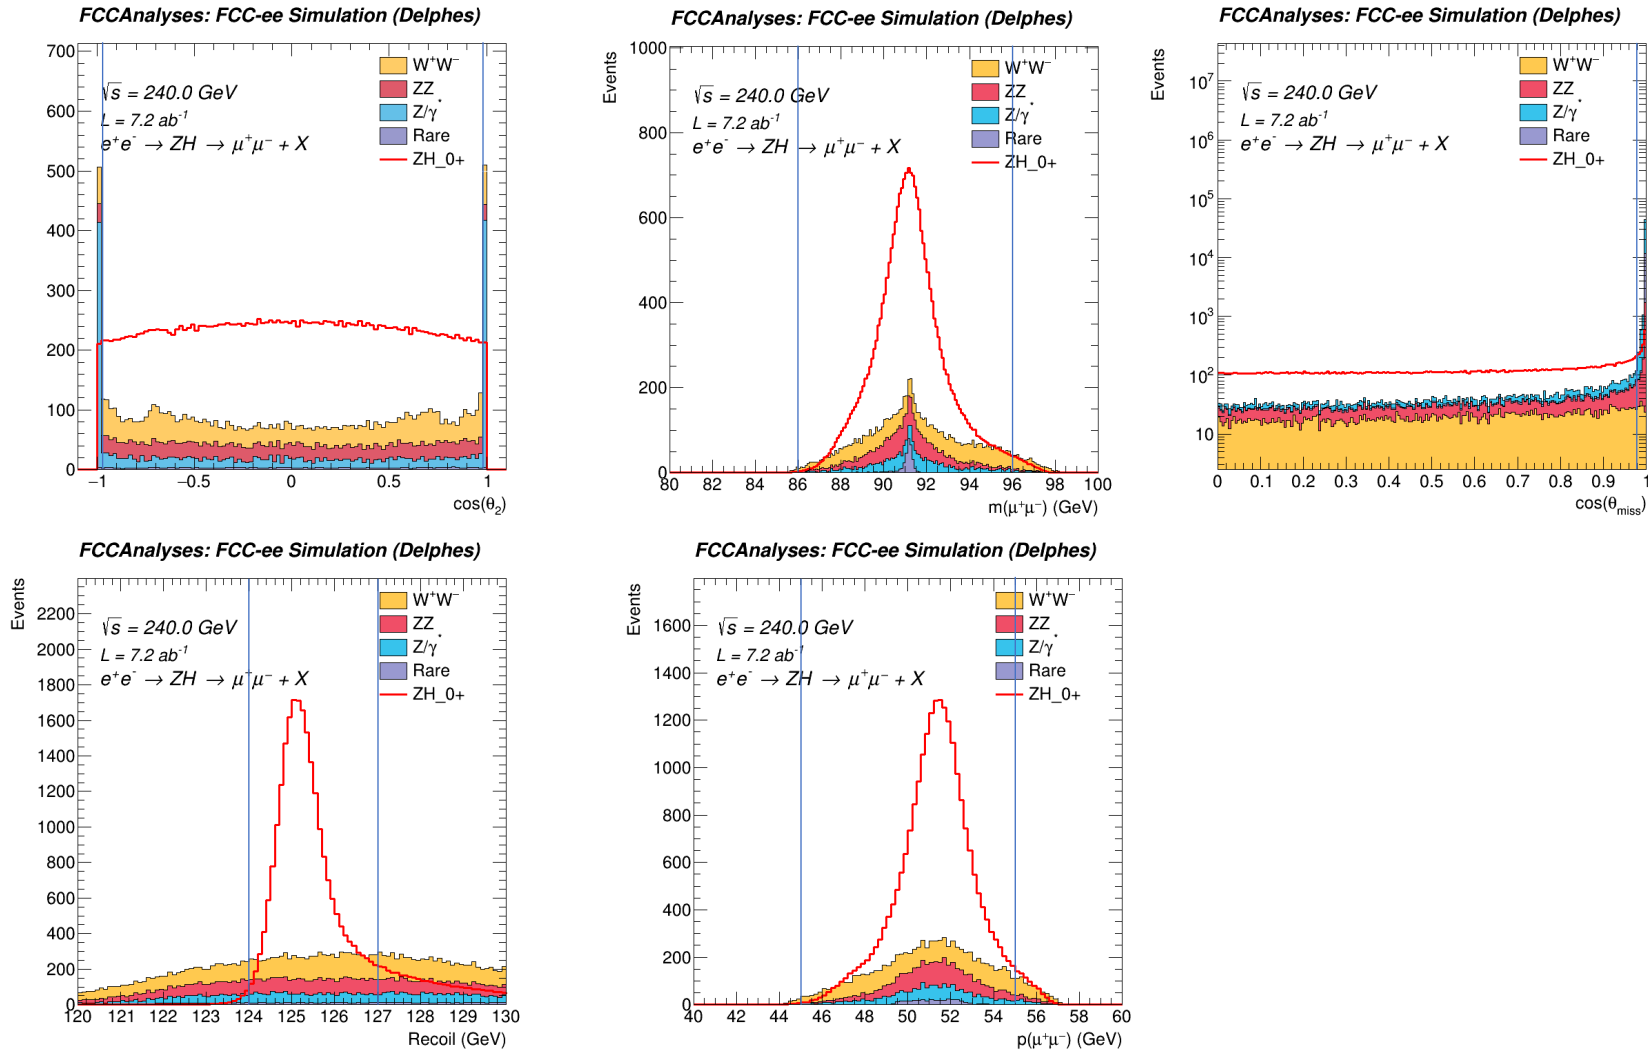 FCCAnalyses: FCC-ee Simulation (Delphes)
700
600
500
400
300
200
100
0
√s = 240.0 GeV
L = 7.2 ab⁻¹
e⁺e⁻ → ZH → μ⁺μ⁻ + X
W⁺W⁻
ZZ
Z/γ*
Rare
ZH_0+
−1
−0.5
0
0.5
1
cos(θ₂)
FCCAnalyses: FCC-ee Simulation (Delphes)
Events
1000
800
600
400
200
0
√s = 240.0 GeV
L = 7.2 ab⁻¹
e⁺e⁻ → ZH → μ⁺μ⁻ + X
W⁺W⁻
ZZ
Z/γ*
Rare
ZH_0+
80 82 84 86 88 90 92 94 96 98 100
m(μ⁺μ⁻) (GeV)
FCCAnalyses: FCC-ee Simulation (Delphes)
Events
10⁷
10⁶
10⁵
10⁴
10³
10²
10
√s = 240.0 GeV
L = 7.2 ab⁻¹
e⁺e⁻ → ZH → μ⁺μ⁻ + X
W⁺W⁻
ZZ
Z/γ*
Rare
ZH_0+
0 0.1 0.2 0.3 0.4 0.5 0.6 0.7 0.8 0.9 1
cos(θ_miss)
FCCAnalyses: FCC-ee Simulation (Delphes)
Events
2200
2000
1800
1600
1400
1200
1000
800
600
400
200
0
√s = 240.0 GeV
L = 7.2 ab⁻¹
e⁺e⁻ → ZH → μ⁺μ⁻ + X
W⁺W⁻
ZZ
Z/γ*
Rare
ZH_0+
120 121 122 123 124 125 126 127 128 129 130
Recoil (GeV)
FCCAnalyses: FCC-ee Simulation (Delphes)
Events
1600
1400
1200
1000
800
600
400
200
0
√s = 240.0 GeV
L = 7.2 ab⁻¹
e⁺e⁻ → ZH → μ⁺μ⁻ + X
W⁺W⁻
ZZ
Z/γ*
Rare
ZH_0+
40 42 44 46 48 50 52 54 56 58 60
p(μ⁺μ⁻) (GeV)